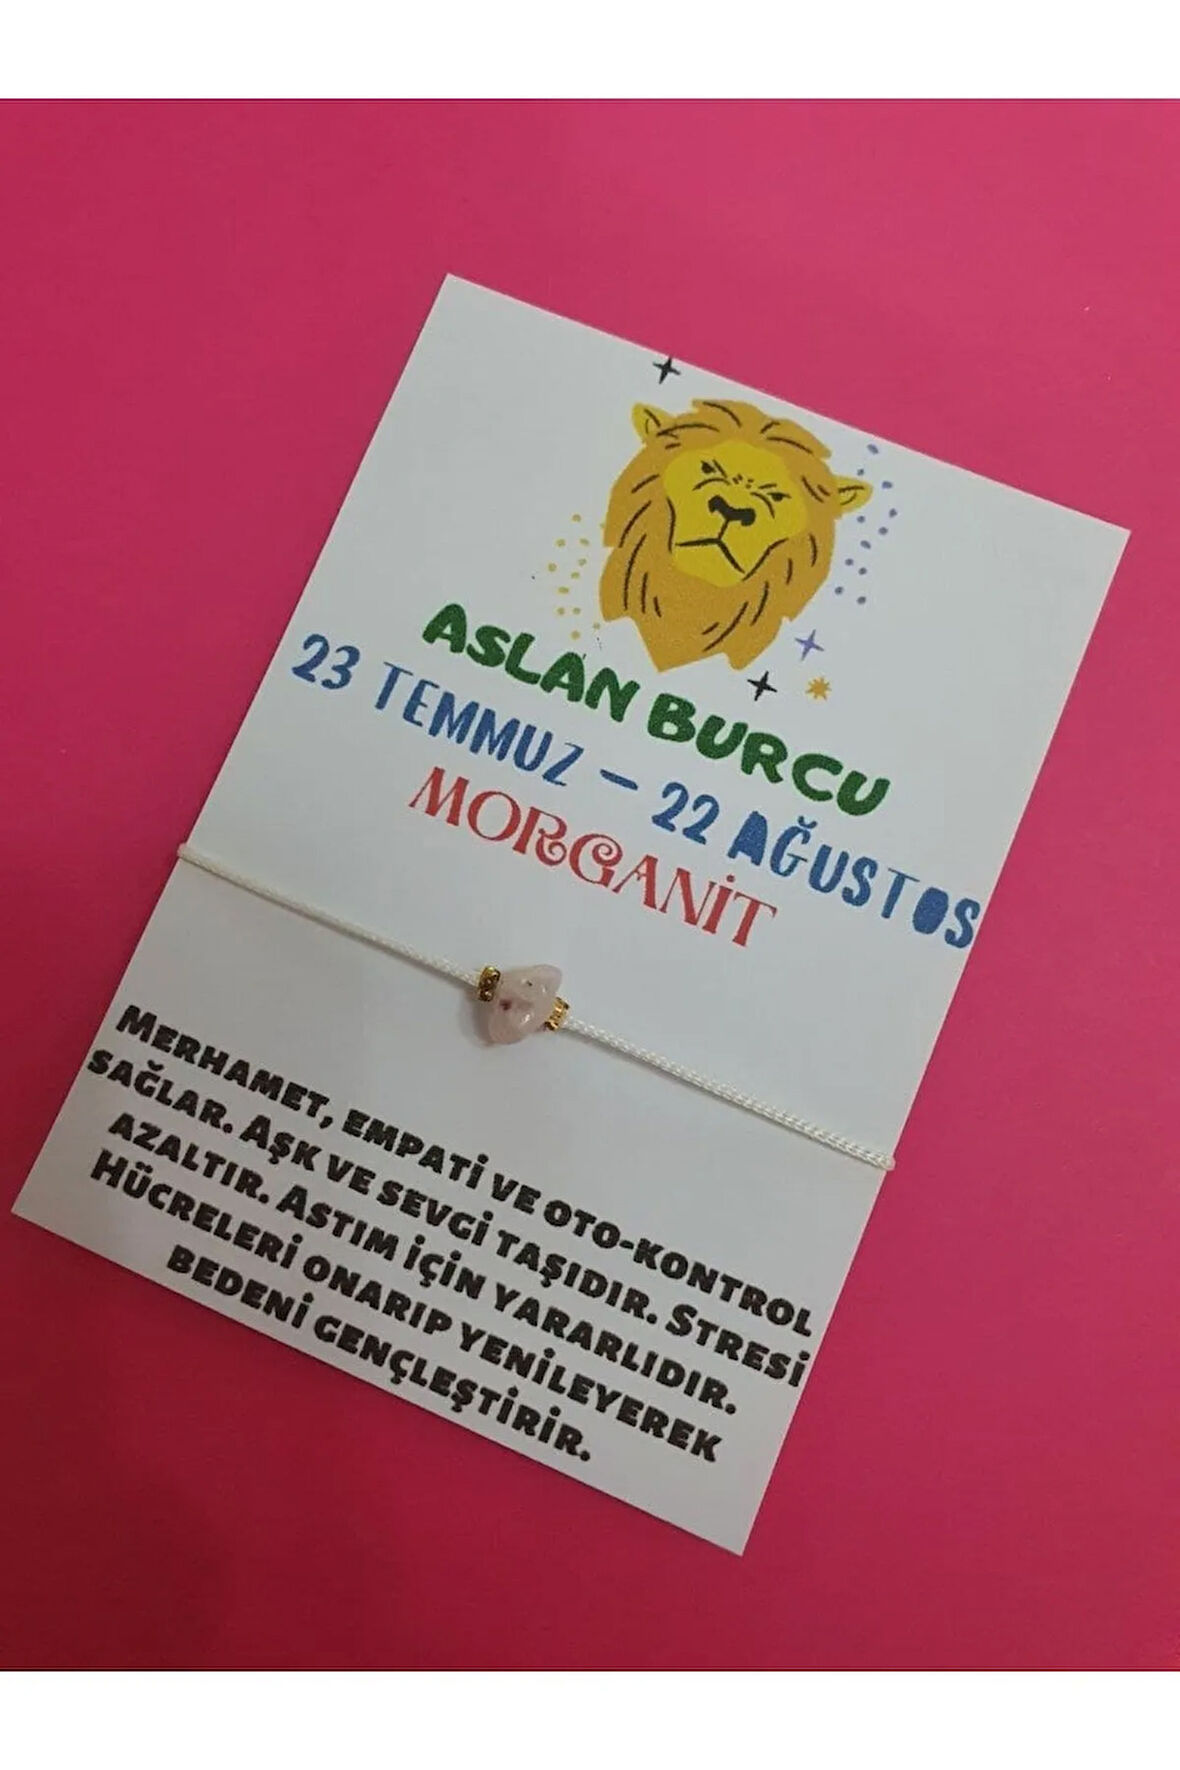 ASLAN BURCU
23 TEMMUZ – 22 AĞUSTOS
MORGANİT
MERHAMET, EMPATİ VE OTO-KONTROL
SAĞLAR. AŞK VE SEVGİ TAŞIDIR. STRESİ
AZALTIR. ASTIM İÇİN YARARLIDIR.
HÜCRELERİ ONARIP YENİLEYEREK
BEDENİ GENÇLEŞTİRİR.